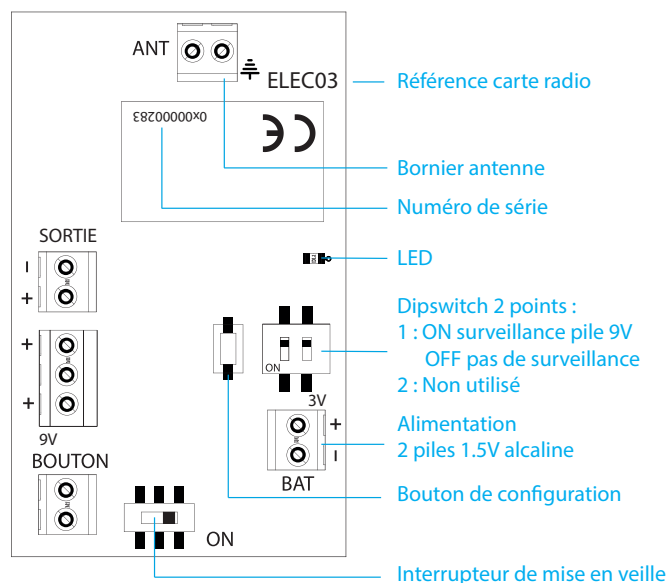 ANT
ELEC03
Référence carte radio
0x00000283
CE
Bornier antenne
Numéro de série
SORTIE
–
+
LED
Dipswitch 2 points :
1 : ON surveillance pile 9V
OFF pas de surveillance
2 : Non utilisé
ON
+
+
9V
3V
+
–
Alimentation
2 piles 1.5V alcaline
BAT
BOUTON
Bouton de configuration
ON
Interrupteur de mise en veille